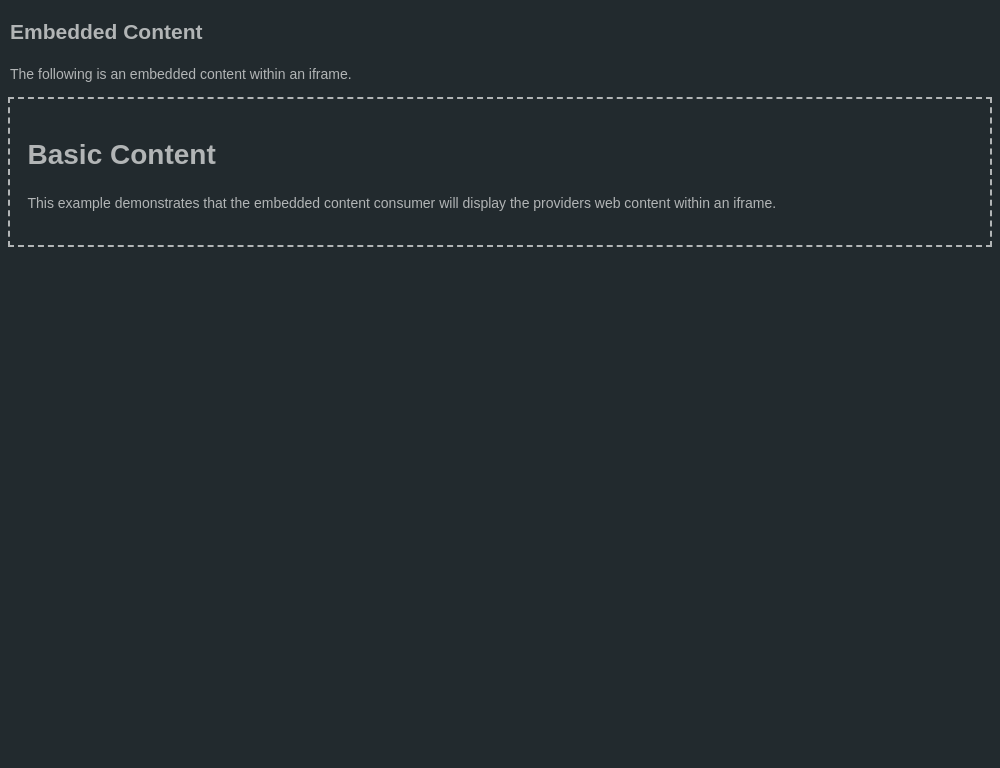 Embedded Content
The following is an embedded content within an iframe.
Basic Content
This example demonstrates that the embedded content consumer will display the providers web content within an iframe.